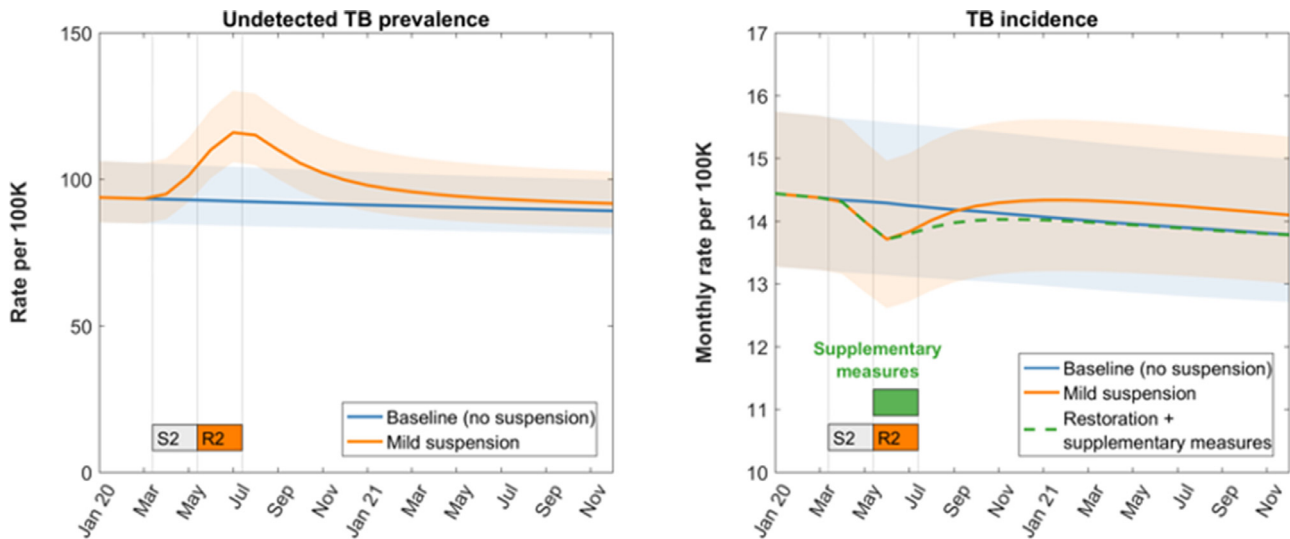 Undetected TB prevalence
150
100
50
0
Rate per 100K
S2 R2
Baseline (no suspension)
Mild suspension
Jan 20 Mar May Jul Sep Nov Jan 21 Mar May Jul Sep Nov
TB incidence
17
16
15
14
13
12
11
10
Monthly rate per 100K
Supplementary
measures
S2 R2
Baseline (no suspension)
Mild suspension
Restoration +
supplementary measures
Jan 20 Mar May Jul Sep Nov Jan 21 Mar May Jul Sep Nov